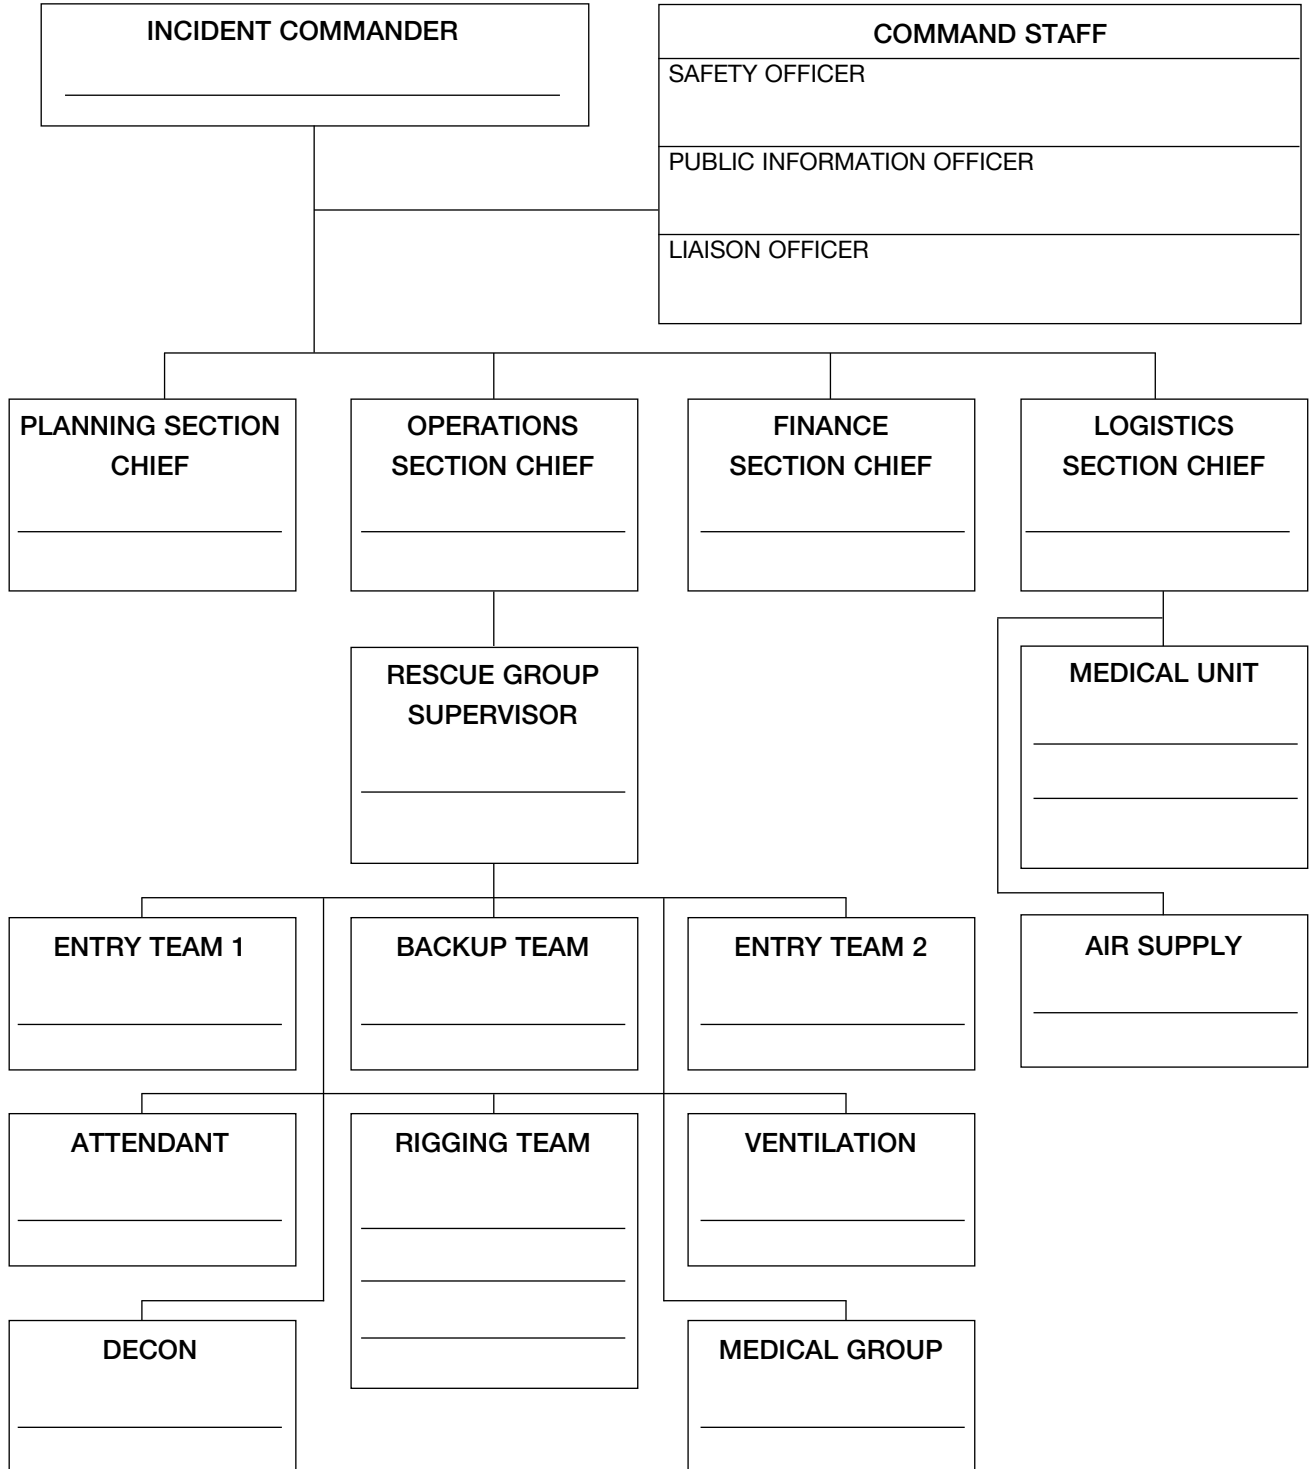 INCIDENT COMMANDER
COMMAND STAFF
SAFETY OFFICER
PUBLIC INFORMATION OFFICER
LIAISON OFFICER
PLANNING SECTION
CHIEF
OPERATIONS
SECTION CHIEF
FINANCE
SECTION CHIEF
LOGISTICS
SECTION CHIEF
RESCUE GROUP
SUPERVISOR
MEDICAL UNIT
ENTRY TEAM 1
BACKUP TEAM
ENTRY TEAM 2
AIR SUPPLY
ATTENDANT
RIGGING TEAM
VENTILATION
DECON
MEDICAL GROUP